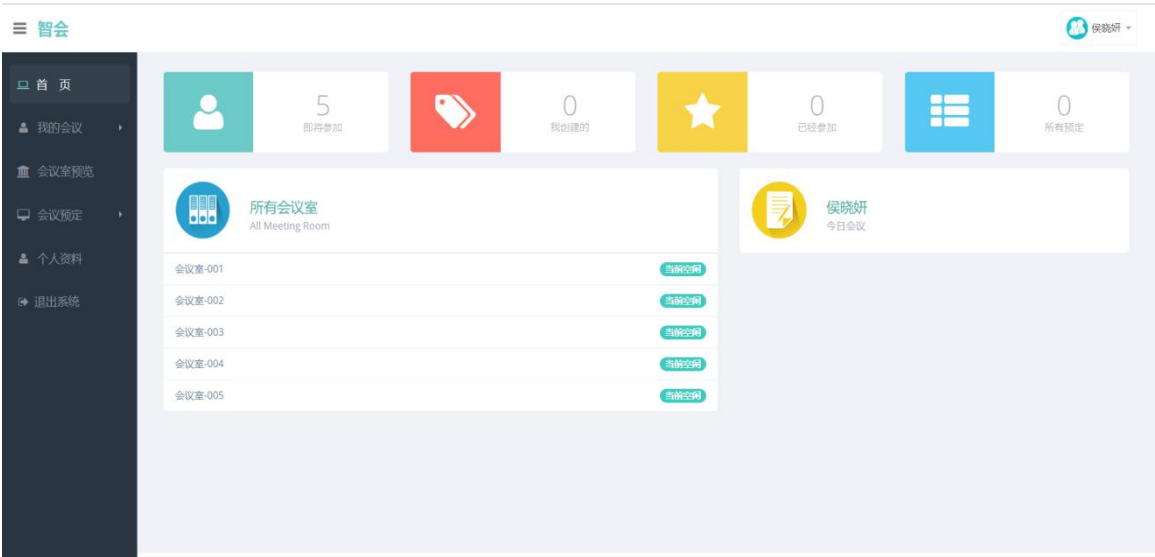 智会
侯晓妍
首 页
我的会议
会议室预览
会议预定
个人资料
退出系统
5
即将参加
0
我创建的
0
已经参加
0
所有预定
所有会议室
All Meeting Room
会议室-001 当前空闲
会议室-002 当前空闲
会议室-003 当前空闲
会议室-004 当前空闲
会议室-005 当前空闲
侯晓妍
今日会议